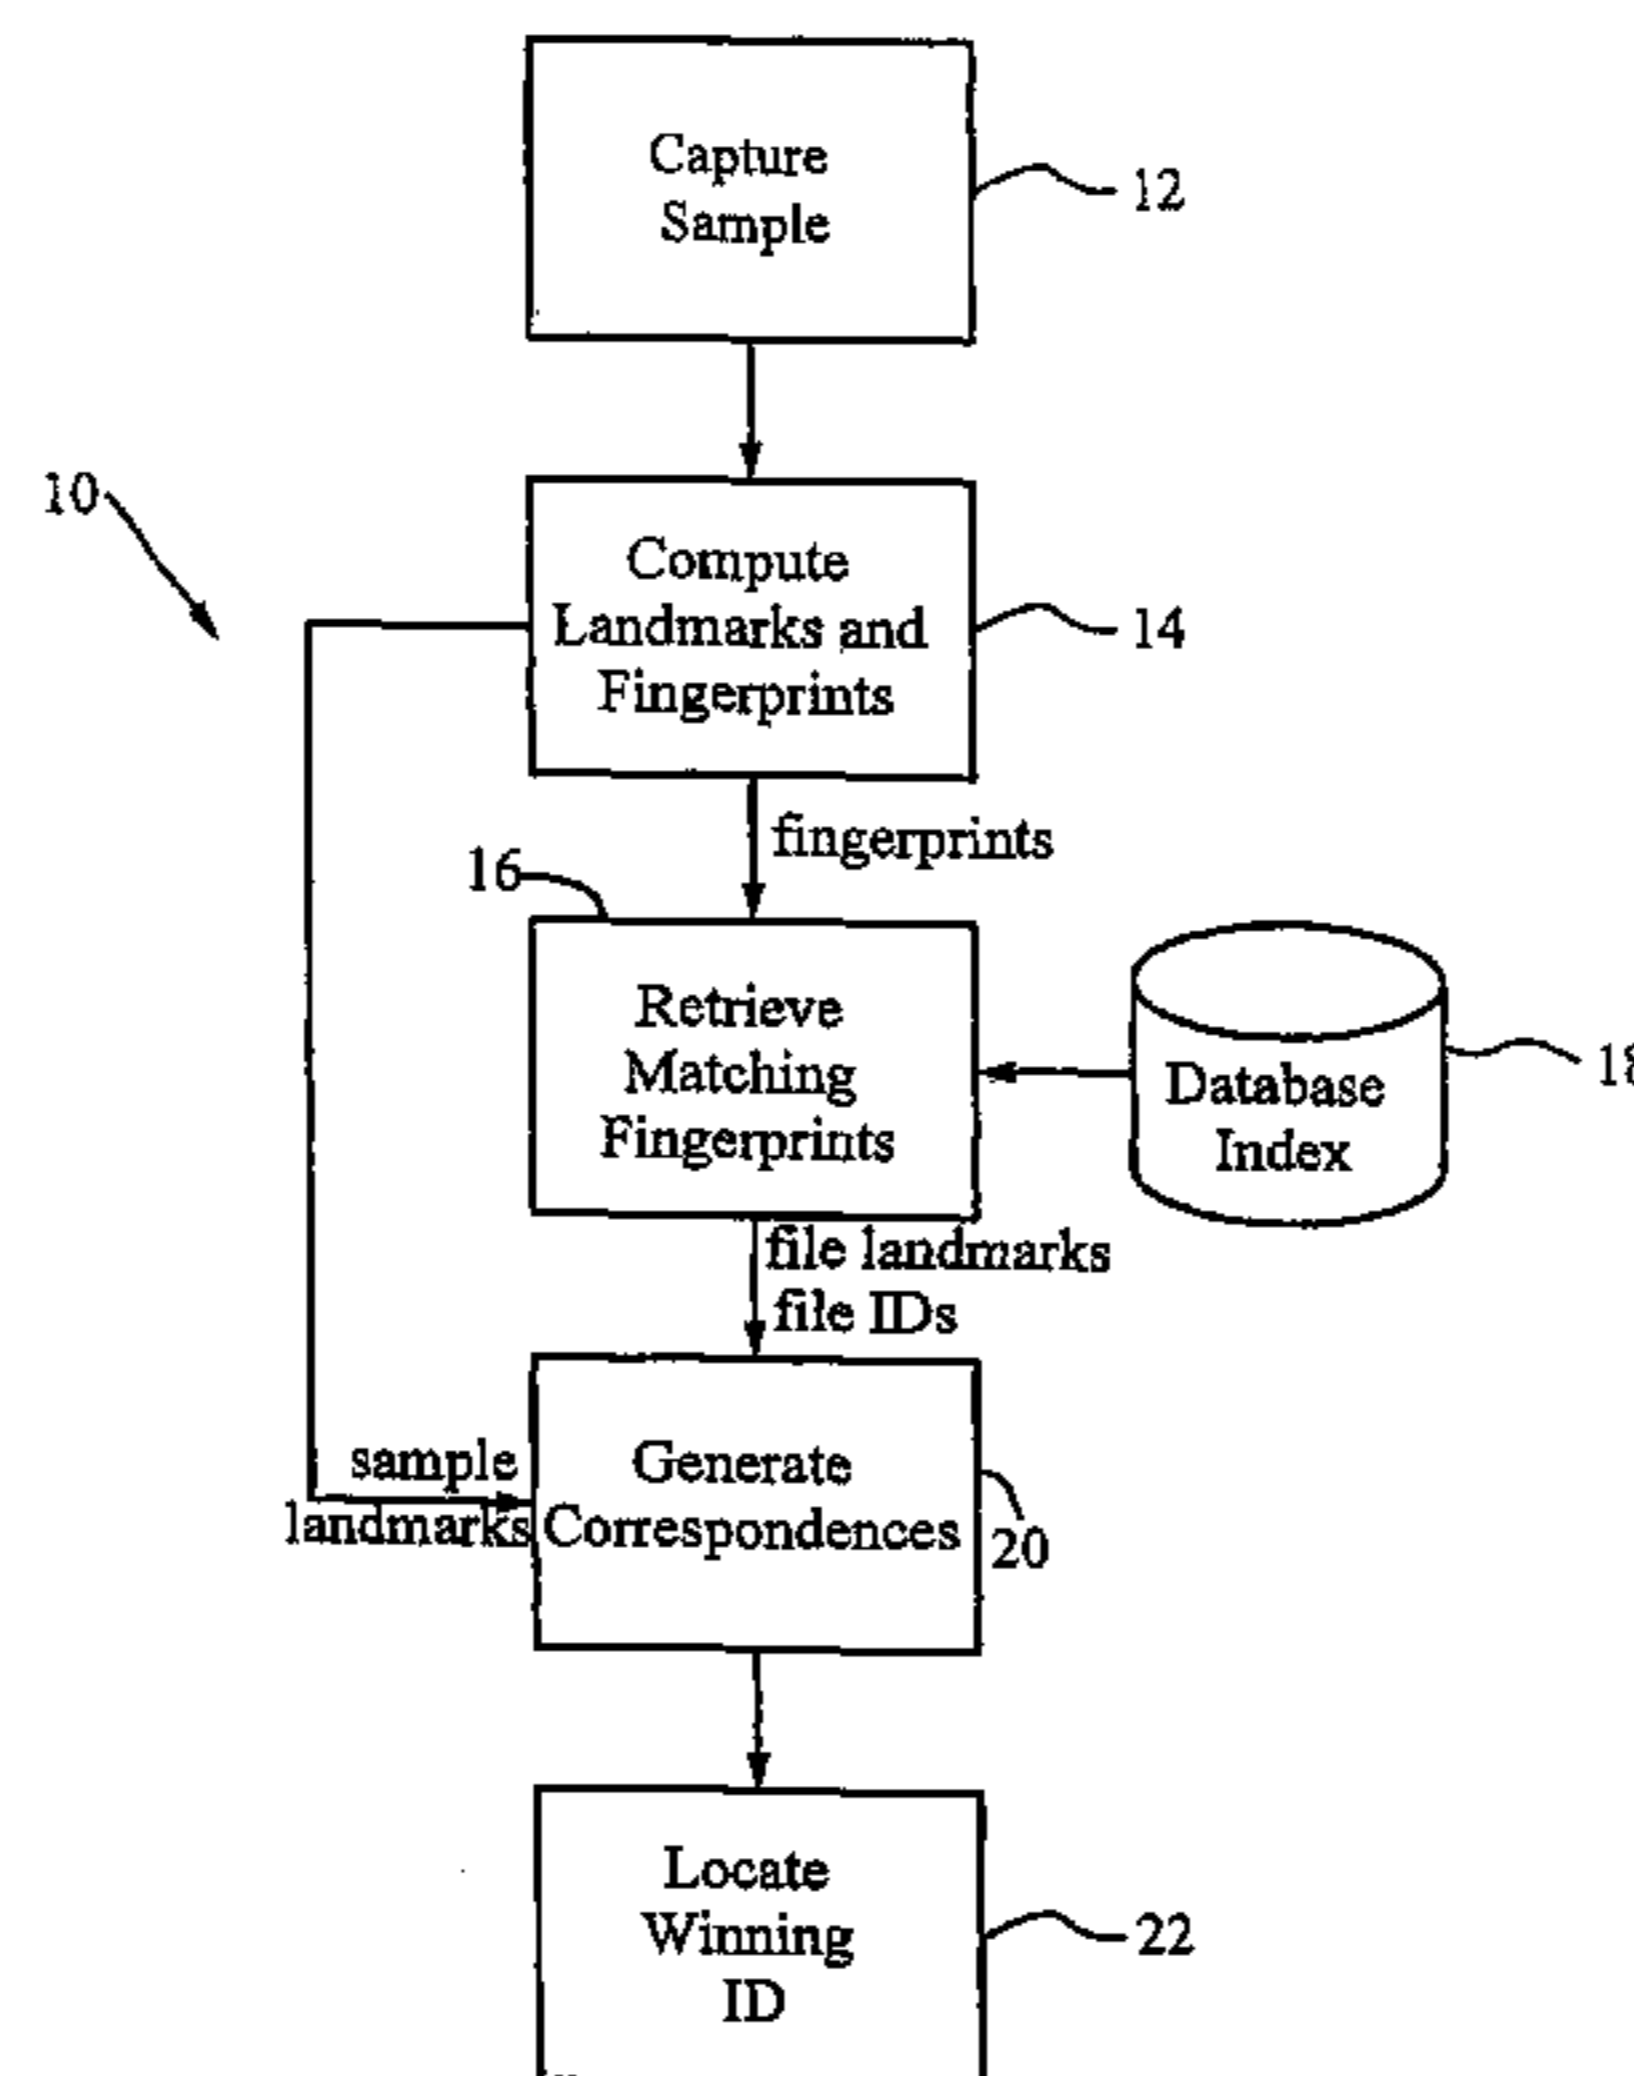 Capture
Sample
12
10
Compute
Landmarks and
Fingerprints
14
fingerprints
16
Retrieve
Matching
Fingerprints
Database
Index
18
file landmarks
file IDs
sample
landmarks
Generate
Correspondences
20
Locate
Winning
ID
22